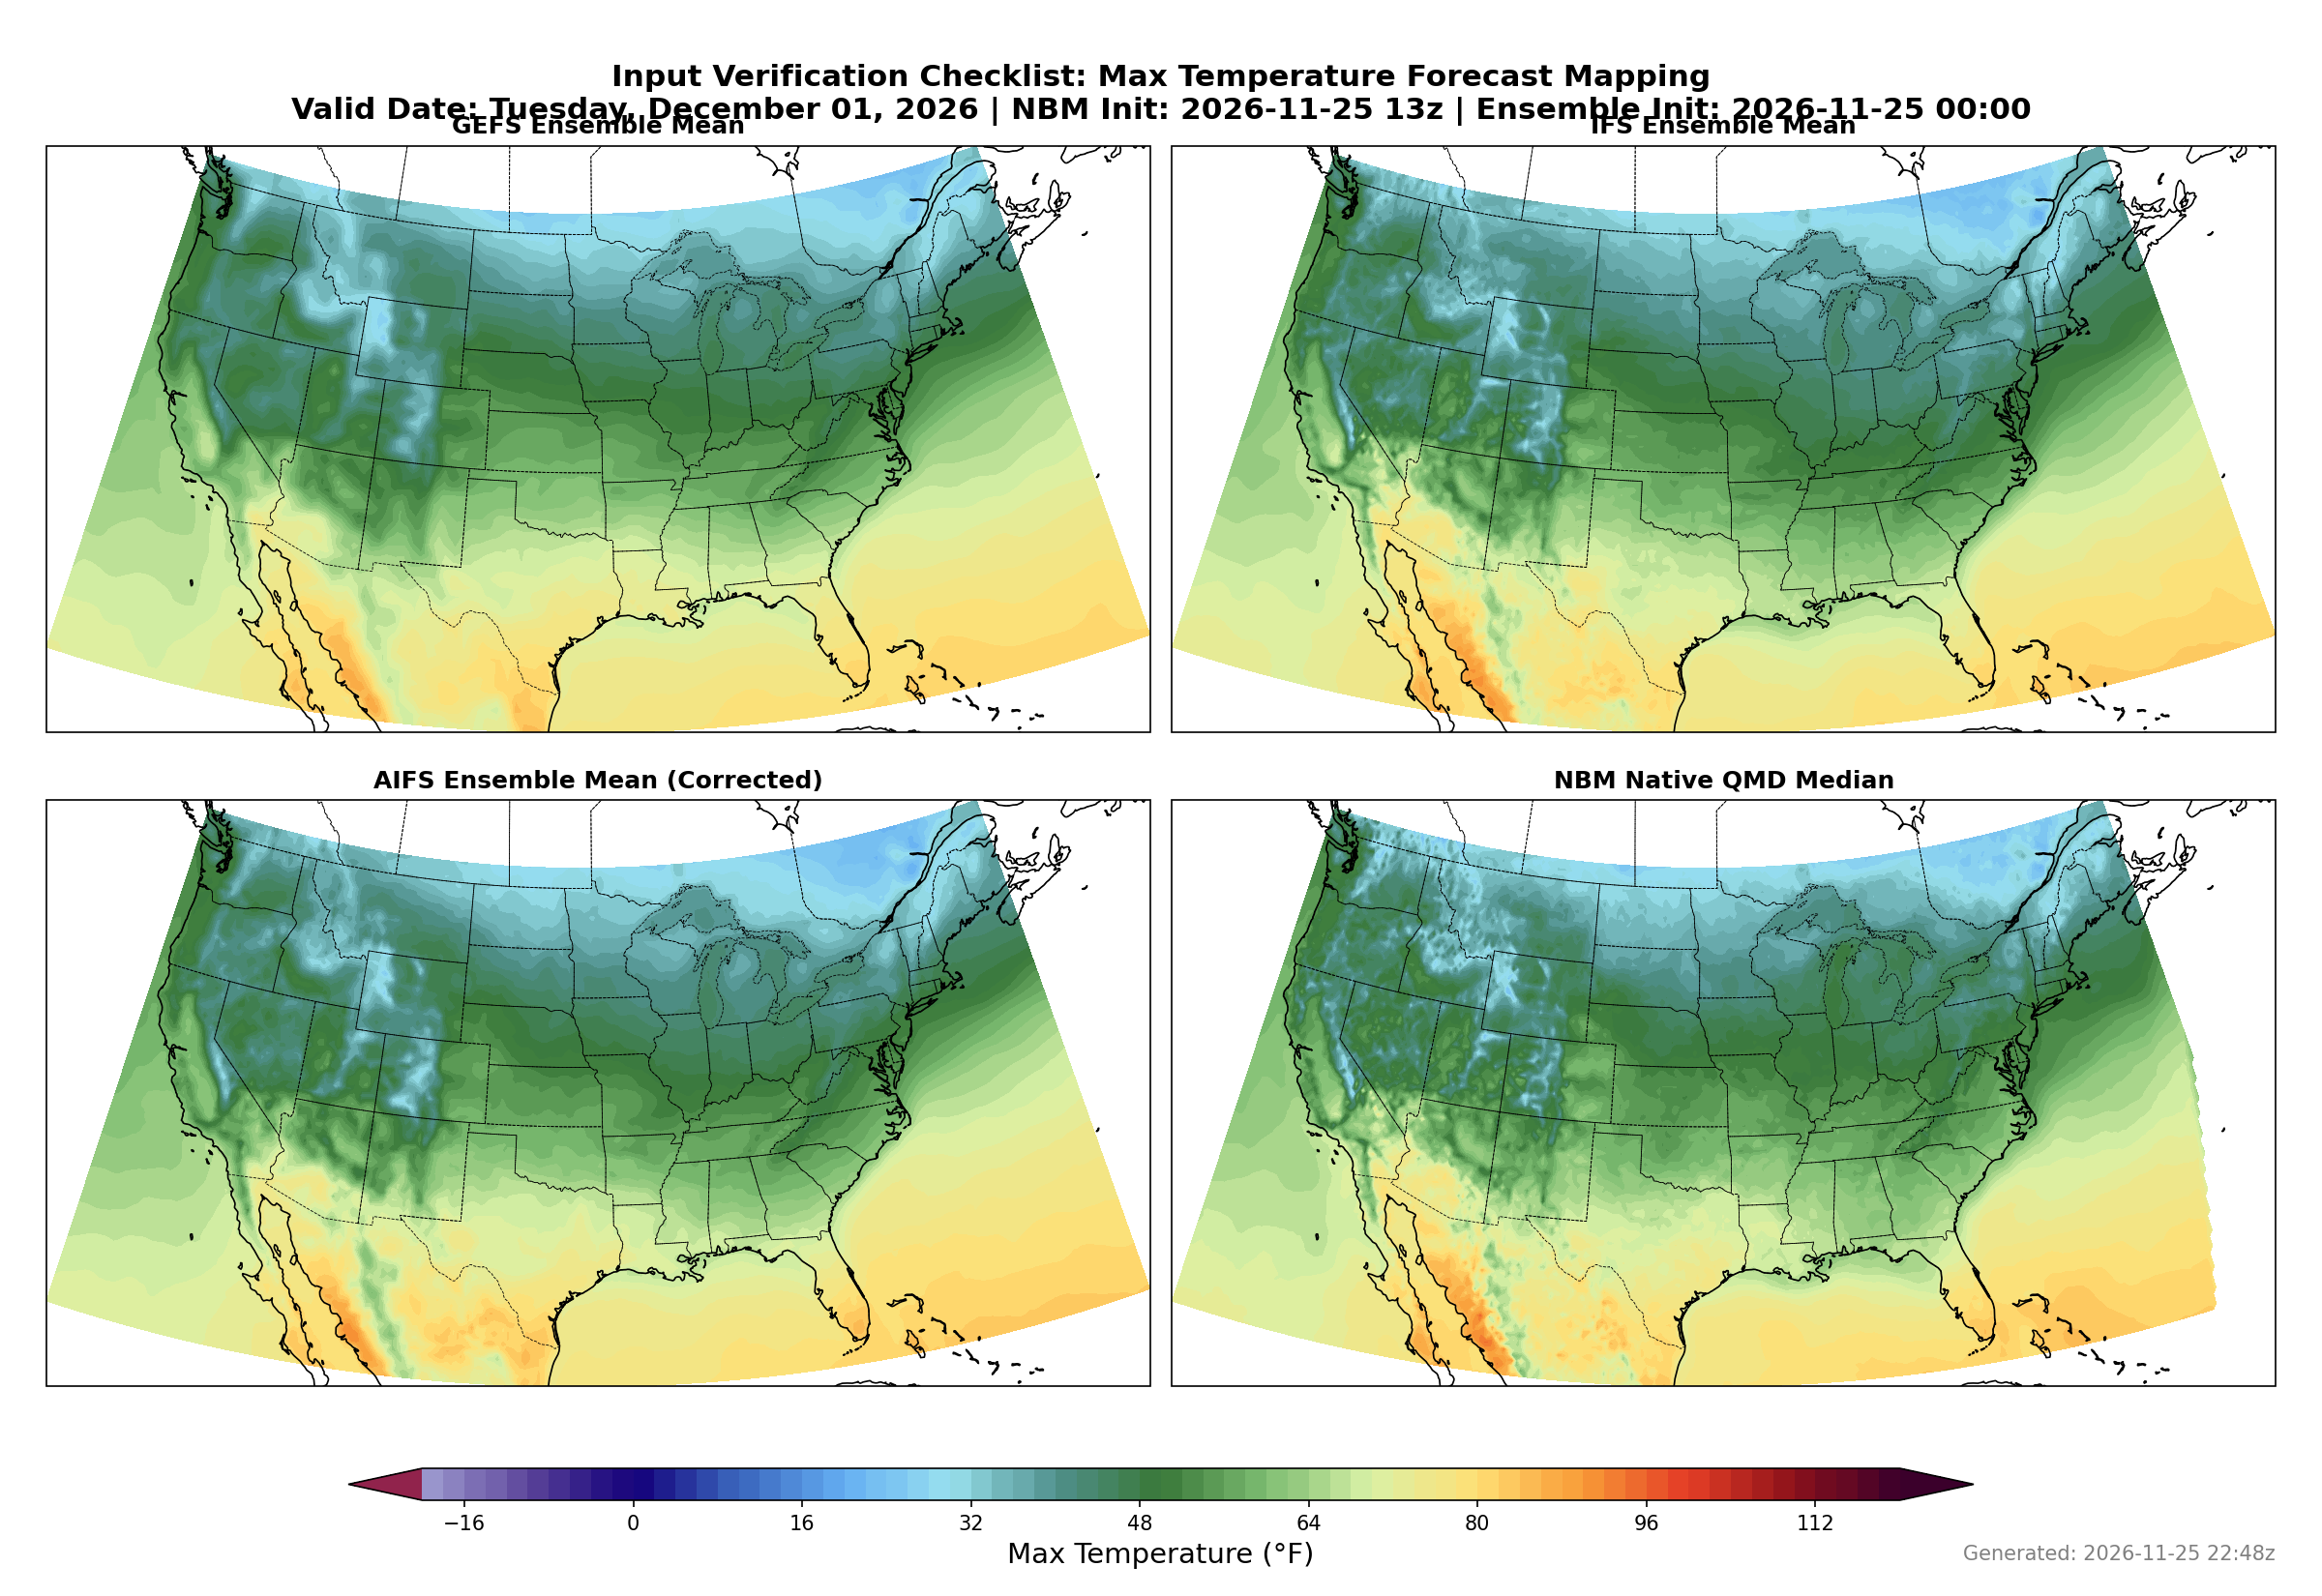 Input Verification Checklist: Max Temperature Forecast Mapping
Valid Date: Tuesday, December 01, 2026 | NBM Init: 2026-11-25 13z | Ensemble Init: 2026-11-25 00:00
GEFS Ensemble Mean
IFS Ensemble Mean
AIFS Ensemble Mean (Corrected)
NBM Native QMD Median
−16 0 16 32 48 64 80 96 112
Max Temperature (°F)
Generated: 2026-11-25 22:48z